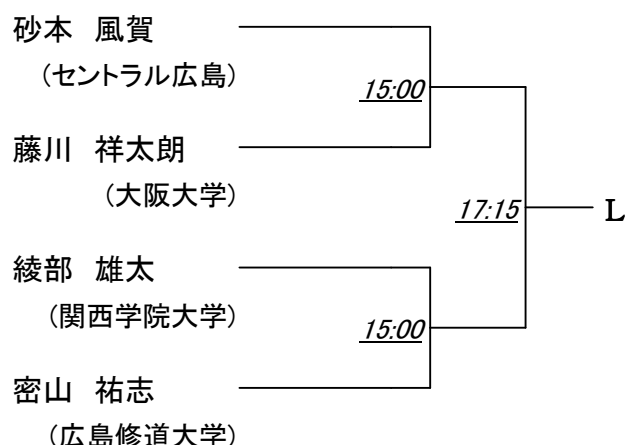 砂本 風賀
(セントラル広島)
15:00
藤川 祥太朗
(大阪大学)
17:15
L
綾部 雄太
(関西学院大学)
15:00
密山 祐志
(広島修道大学)